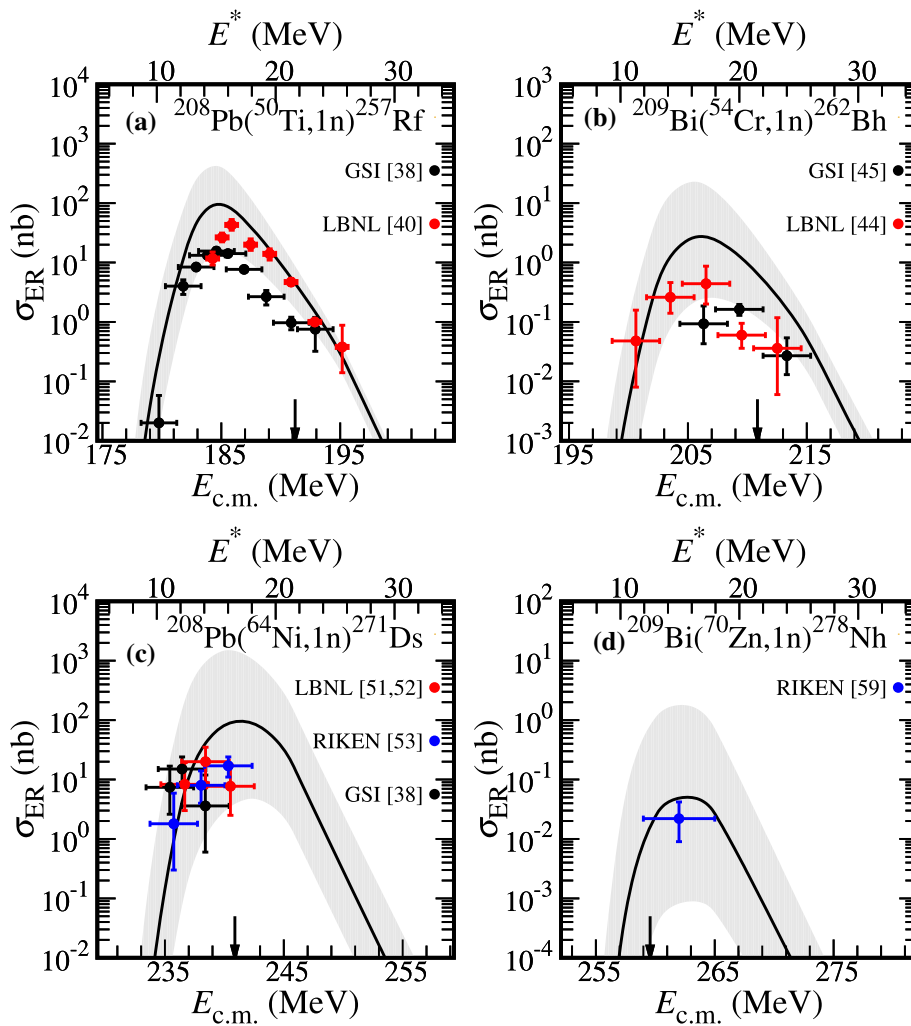 E* (MeV)
10 20 30
(a) 208Pb(50Ti,1n)257Rf
GSI [38]
LBNL [40]
σER (nb)
10^4
10^3
10^2
10^1
10^0
10^-1
10^-2
175 185 195
Ec.m. (MeV)
E* (MeV)
10 20 30
(b) 209Bi(54Cr,1n)262Bh
GSI [45]
LBNL [44]
σER (nb)
10^4
10^3
10^2
10^1
10^0
10^-1
10^-2
10^-3
195 205 215
Ec.m. (MeV)
E* (MeV)
10 20 30
(c) 208Pb(64Ni,1n)271Ds
LBNL [51,52]
RIKEN [53]
GSI [38]
σER (nb)
10^4
10^3
10^2
10^1
10^0
10^-1
10^-2
235 245 255
Ec.m. (MeV)
E* (MeV)
10 20 30
(d) 209Bi(70Zn,1n)278Nh
RIKEN [59]
σER (nb)
10^2
10^1
10^0
10^-1
10^-2
10^-3
10^-4
255 265 275
Ec.m. (MeV)